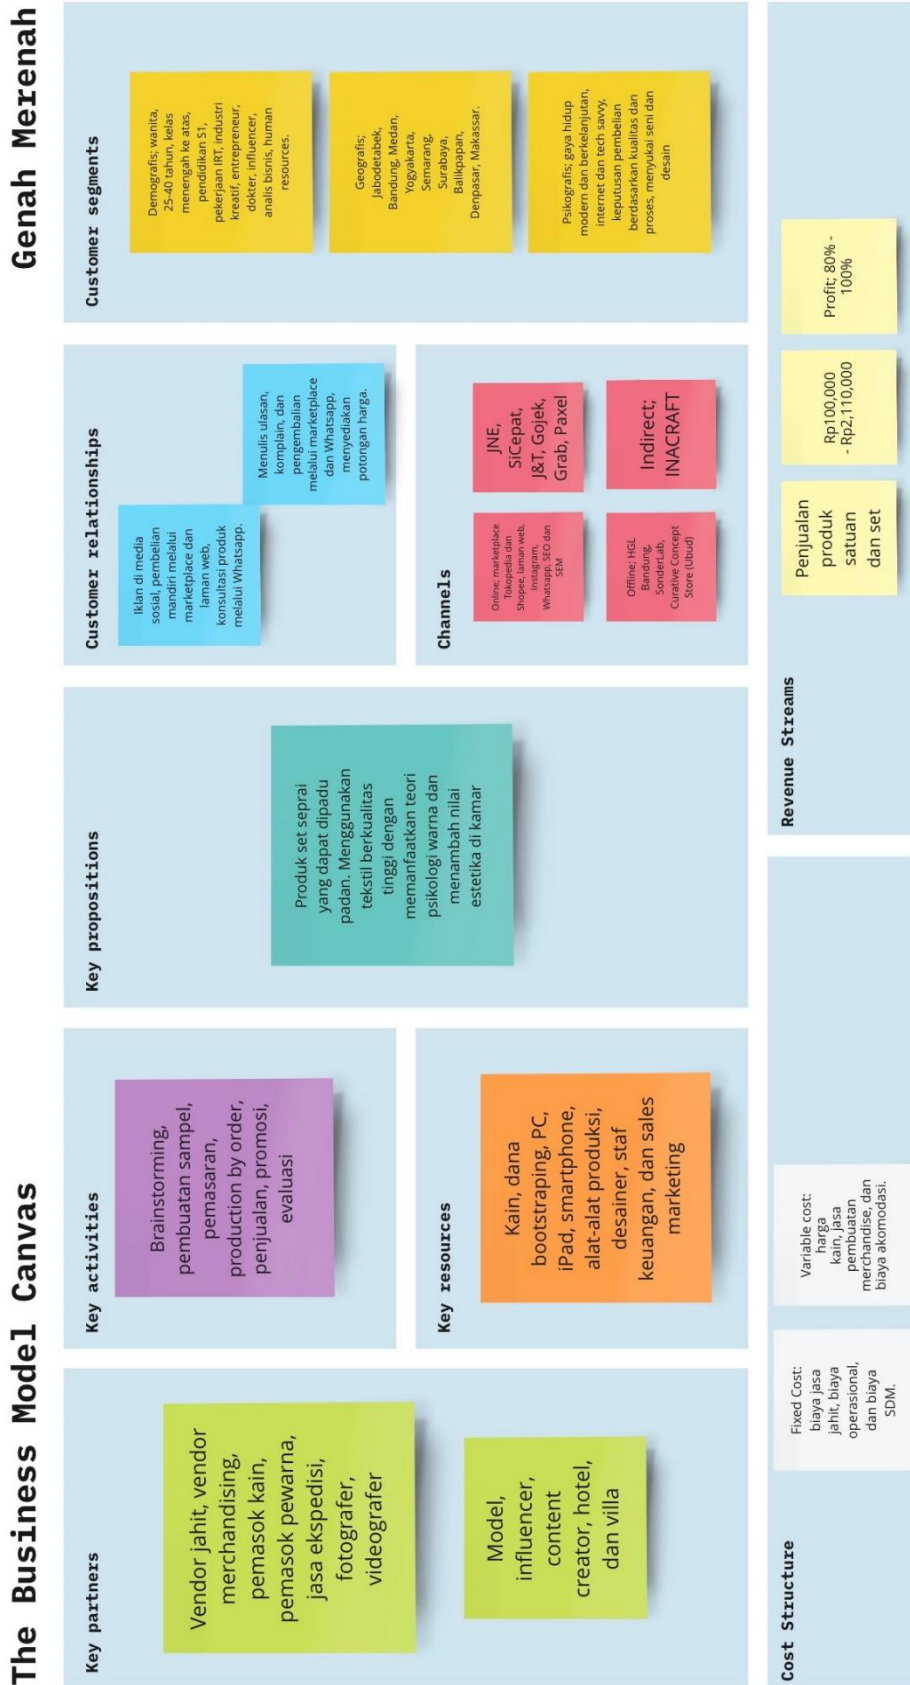 The Business Model Canvas
Genah Merenah
Key partners
Vendor jahit, vendor
merchandising,
pemasok kain,
pemasok pewarna,
jasa ekspedisi,
fotografer,
videografer
Model,
influencer,
content
creator, hotel,
dan villa
Key activities
Brainstorming,
pembuatan sampel,
pemasaran,
production by order,
penjualan, promosi,
evaluasi
Key resources
Kain, dana
bootstraping, PC,
iPad, smartphone,
alat-alat produksi,
desainer, staf
keuangan, dan sales
marketing
Key propositions
Produk set seprai
yang dapat dipadu
padan. Menggunakan
tekstil berkualitas
tinggi dengan
memanfaatkan teori
psikologi warna dan
menambah nilai
estetika di kamar
Customer relationships
Iklan di media
sosial, pembelian
mandiri melalui
marketplace dan
laman web,
konsultasi produk
melalui Whatsapp.
Menulis ulasan,
komplain, dan
pengembalian
melalui marketplace
dan Whatsapp,
menyediakan
potongan harga.
Channels
Online; marketplace
Tokopedia dan
Shopee, laman web,
Instagram,
Whatsapp, SEO dan
SEM
JNE,
SiCepat,
J&T, Gojek,
Grab, Paxel
Offline; HGL
Bandung,
SonderLab,
Curative Concept
Store (Ubud)
Indirect;
INACRAFT
Customer segments
Demografis; wanita,
25-40 tahun, kelas
menengah ke atas,
pendidikan S1,
pekerjaan IRT, industri
kreatif, entrepreneur,
dokter, influencer,
analis bisnis, human
resources.
Geografis;
Jabodetabek,
Bandung, Medan,
Yogyakarta,
Semarang,
Surabaya,
Balikpapan,
Denpasar, Makassar.
Psikografis; gaya hidup
modern dan berkelanjutan,
internet dan tech savvy,
keputusan pembelian
berdasarkan kualitas dan
proses, menyukai seni dan
desain
Cost Structure
Fixed Cost:
biaya jasa
jahit, biaya
operasional,
dan biaya
SDM.
Variable cost:
harga
kain, jasa
pembuatan
merchandise, dan
biaya akomodasi.
Revenue Streams
Penjualan
produk
satuan
dan set
Rp100,000
- Rp2,110,000
Profit; 80% -
100%